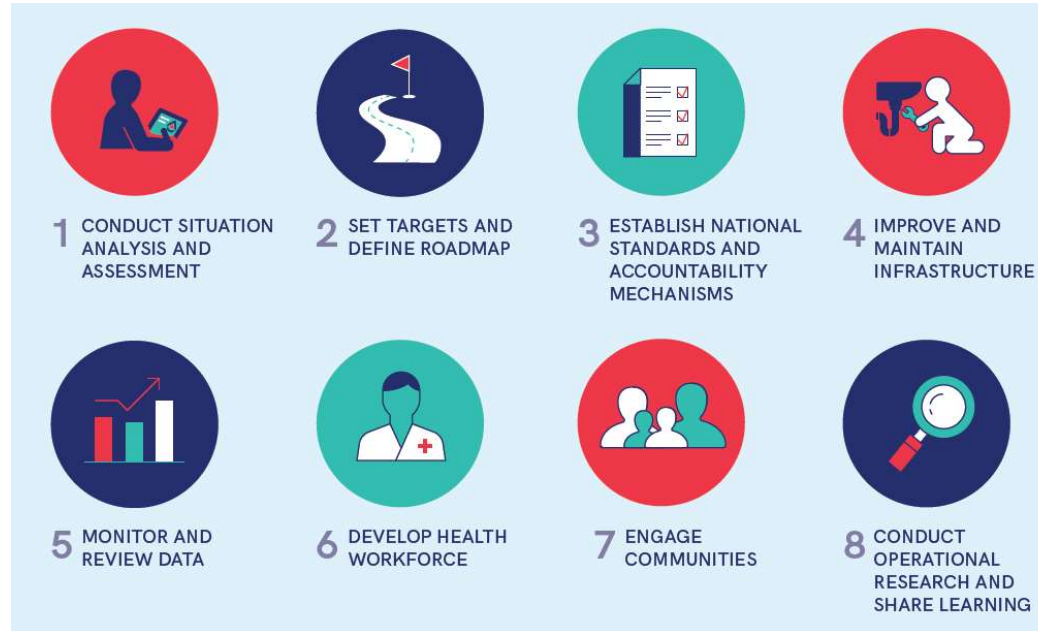 1 CONDUCT SITUATION
ANALYSIS AND
ASSESSMENT
2 SET TARGETS AND
DEFINE ROADMAP
3 ESTABLISH NATIONAL
STANDARDS AND
ACCOUNTABILITY
MECHANISMS
4 IMPROVE AND
MAINTAIN
INFRASTRUCTURE
5 MONITOR AND
REVIEW DATA
6 DEVELOP HEALTH
WORKFORCE
7 ENGAGE
COMMUNITIES
8 CONDUCT
OPERATIONAL
RESEARCH AND
SHARE LEARNING